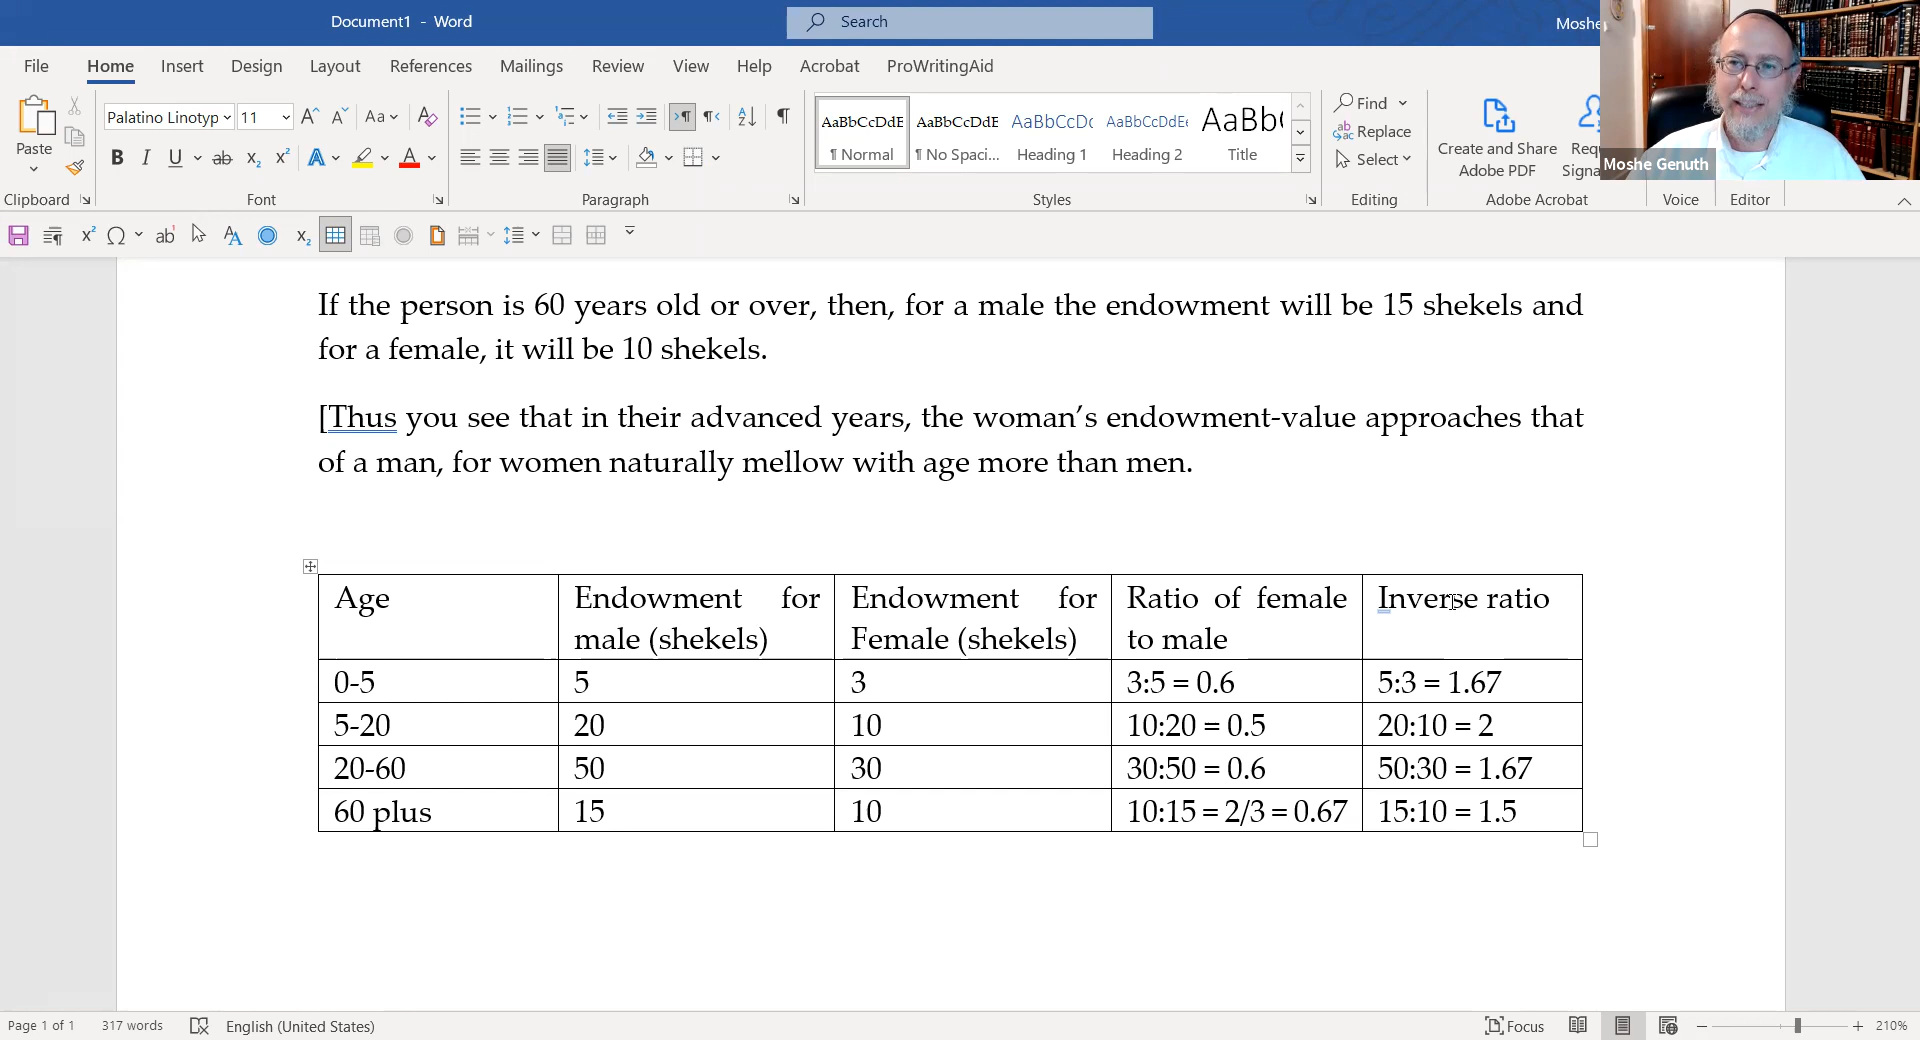 Document1 - Word
Search
Moshe
File Home Insert Design Layout References Mailings Review View Help Acrobat ProWritingAid
Palatino Linotyp 11
Aa
AaBbCcDdE AaBbCcDdE AaBbCcDc AaBbCcDdEe AaBb(
Find
Replace
Paste
¶ Normal ¶ No Spaci... Heading 1 Heading 2 Title
Select
Create and Share
Adobe PDF
Requ
Signa
Moshe Genuth
Clipboard Font Paragraph Styles Editing Adobe Acrobat Voice Editor
If the person is 60 years old or over, then, for a male the endowment will be 15 shekels and
for a female, it will be 10 shekels.
[Thus you see that in their advanced years, the woman’s endowment-value approaches that
of a man, for women naturally mellow with age more than men.
Age Endowment for male (shekels) Endowment for Female (shekels) Ratio of female to male Inverse ratio
0-5 5 3 3:5 = 0.6 5:3 = 1.67
5-20 20 10 10:20 = 0.5 20:10 = 2
20-60 50 30 30:50 = 0.6 50:30 = 1.67
60 plus 15 10 10:15 = 2/3 = 0.67 15:10 = 1.5
Page 1 of 1 317 words English (United States) Focus 210%